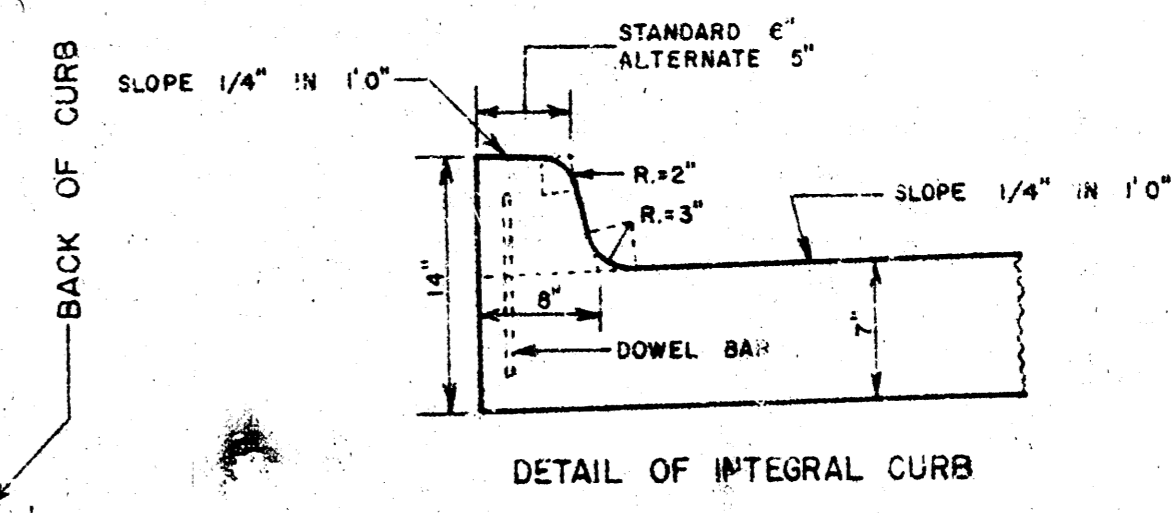 STANDARD 6"
ALTERNATE 5"
SLOPE 1/4" IN 1'0"
BACK OF CURB
R.=2"
SLOPE 1/4" IN 1'0"
R.=3"
14"
8"
7"
DOWEL BAR
DETAIL OF INTEGRAL CURB